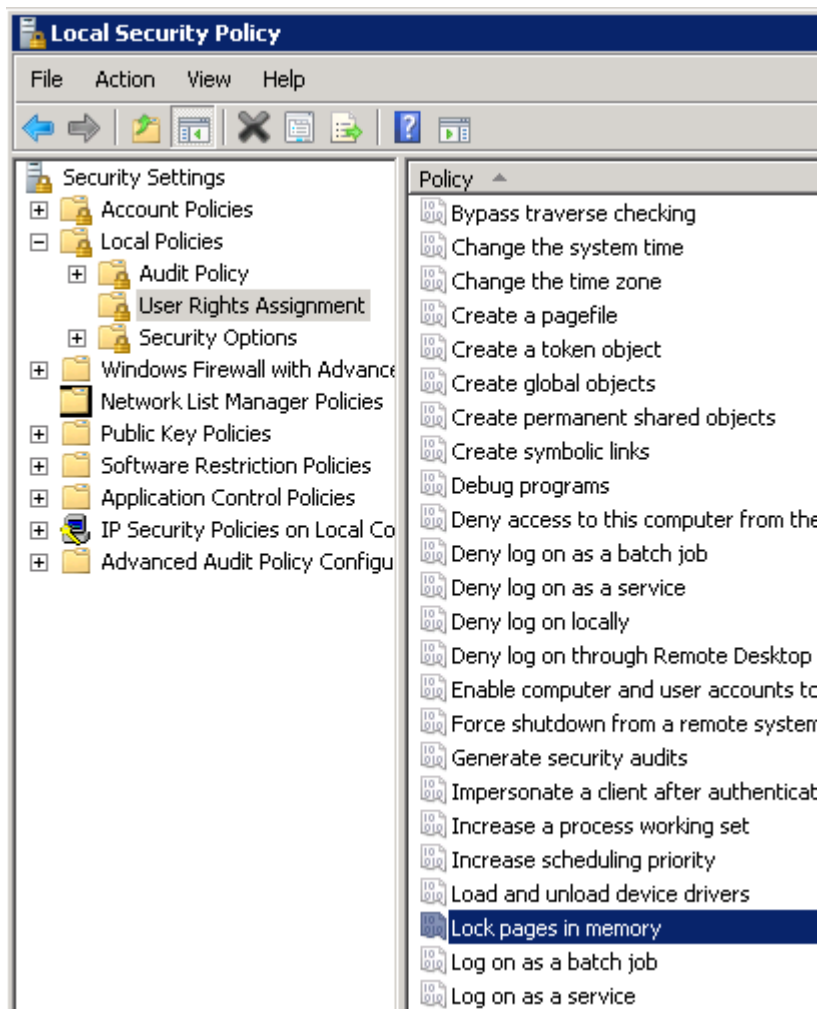 Local Security Policy
File Action View Help
Security Settings
Account Policies
Local Policies
Audit Policy
User Rights Assignment
Security Options
Windows Firewall with Advance
Network List Manager Policies
Public Key Policies
Software Restriction Policies
Application Control Policies
IP Security Policies on Local Co
Advanced Audit Policy Configu
Policy
Bypass traverse checking
Change the system time
Change the time zone
Create a pagefile
Create a token object
Create global objects
Create permanent shared objects
Create symbolic links
Debug programs
Deny access to this computer from the
Deny log on as a batch job
Deny log on as a service
Deny log on locally
Deny log on through Remote Desktop
Enable computer and user accounts to
Force shutdown from a remote system
Generate security audits
Impersonate a client after authenticat
Increase a process working set
Increase scheduling priority
Load and unload device drivers
Lock pages in memory
Log on as a batch job
Log on as a service